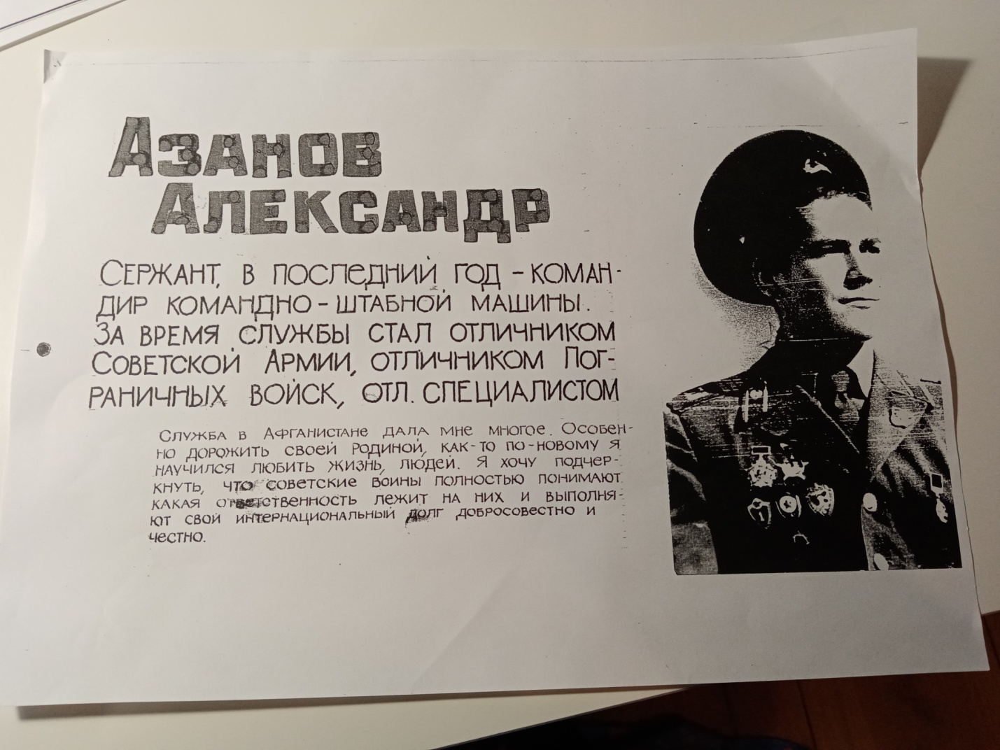 АЗАНОВ
АЛЕКСАНДР
СЕРЖАНТ, В ПОСЛЕДНИЙ ГОД – КОМАН-
ДИР КОМАНДНО-ШТАБНОЙ МАШИНЫ.
ЗА ВРЕМЯ СЛУЖБЫ СТАЛ ОТЛИЧНИКОМ
СОВЕТСКОЙ АРМИИ, ОТЛИЧНИКОМ ПОГ-
РАНИЧНЫХ ВОЙСК, ОТЛ. СПЕЦИАЛИСТОМ
СЛУЖБА В АФГАНИСТАНЕ ДАЛА МНЕ МНОГОЕ. ОСОБЕН-
НО ДОРОЖИТЬ СВОЕЙ РОДИНОЙ, КАК-ТО ПО-НОВОМУ Я
НАУЧИЛСЯ ЛЮБИТЬ ЖИЗНЬ, ЛЮДЕЙ. Я ХОЧУ ПОДЧЕР-
КНУТЬ, ЧТО СОВЕТСКИЕ ВОИНЫ ПОЛНОСТЬЮ ПОНИМАЮТ
КАКАЯ ОТВЕТСТВЕННОСТЬ ЛЕЖИТ НА НИХ И ВЫПОЛНЯ-
ЮТ СВОЙ ИНТЕРНАЦИОНАЛЬНЫЙ ДОЛГ ДОБРОСОВЕСТНО И
ЧЕСТНО.
1